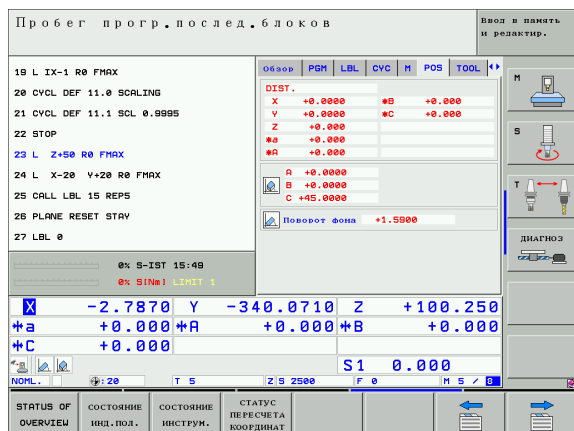 Пробег прогр.послед.блоков
Ввод в память
и редактир.
19 L IX-1 R0 FMAX
20 CYCL DEF 11.0 SCALING
21 CYCL DEF 11.1 SCL 0.9995
22 STOP
23 L Z+50 R0 FMAX
24 L X-20 Y+20 R0 FMAX
25 CALL LBL 15 REP5
26 PLANE RESET STAY
27 LBL 0
Обзор PGM LBL CYC M POS TOOL
DIST.
X +0.0000 *B +0.0000
Y +0.0000 *C +0.0000
Z +0.0000
*a +0.0000
*A +0.0000
A +0.0000
B +0.0000
C +45.0000
Поворот фона +1.5900
0% S-IST 15:49
0% S[Nm] LIMIT 1
X -2.7870 Y -340.0710 Z +100.250
*a +0.000 *A +0.000 *B +0.000
*C +0.000
S1 0.000
NOML. :20 T 5 Z S 2500 F 0 M 5 / 8
M
S
T
ДИАГНОЗ
STATUS OF
OVERVIEW
СОСТОЯНИЕ
ИНД.ПОЛ.
СОСТОЯНИЕ
ИНСТРУМ.
СТАТУС
ПЕРЕСЧЕТА
КООРДИНАТ